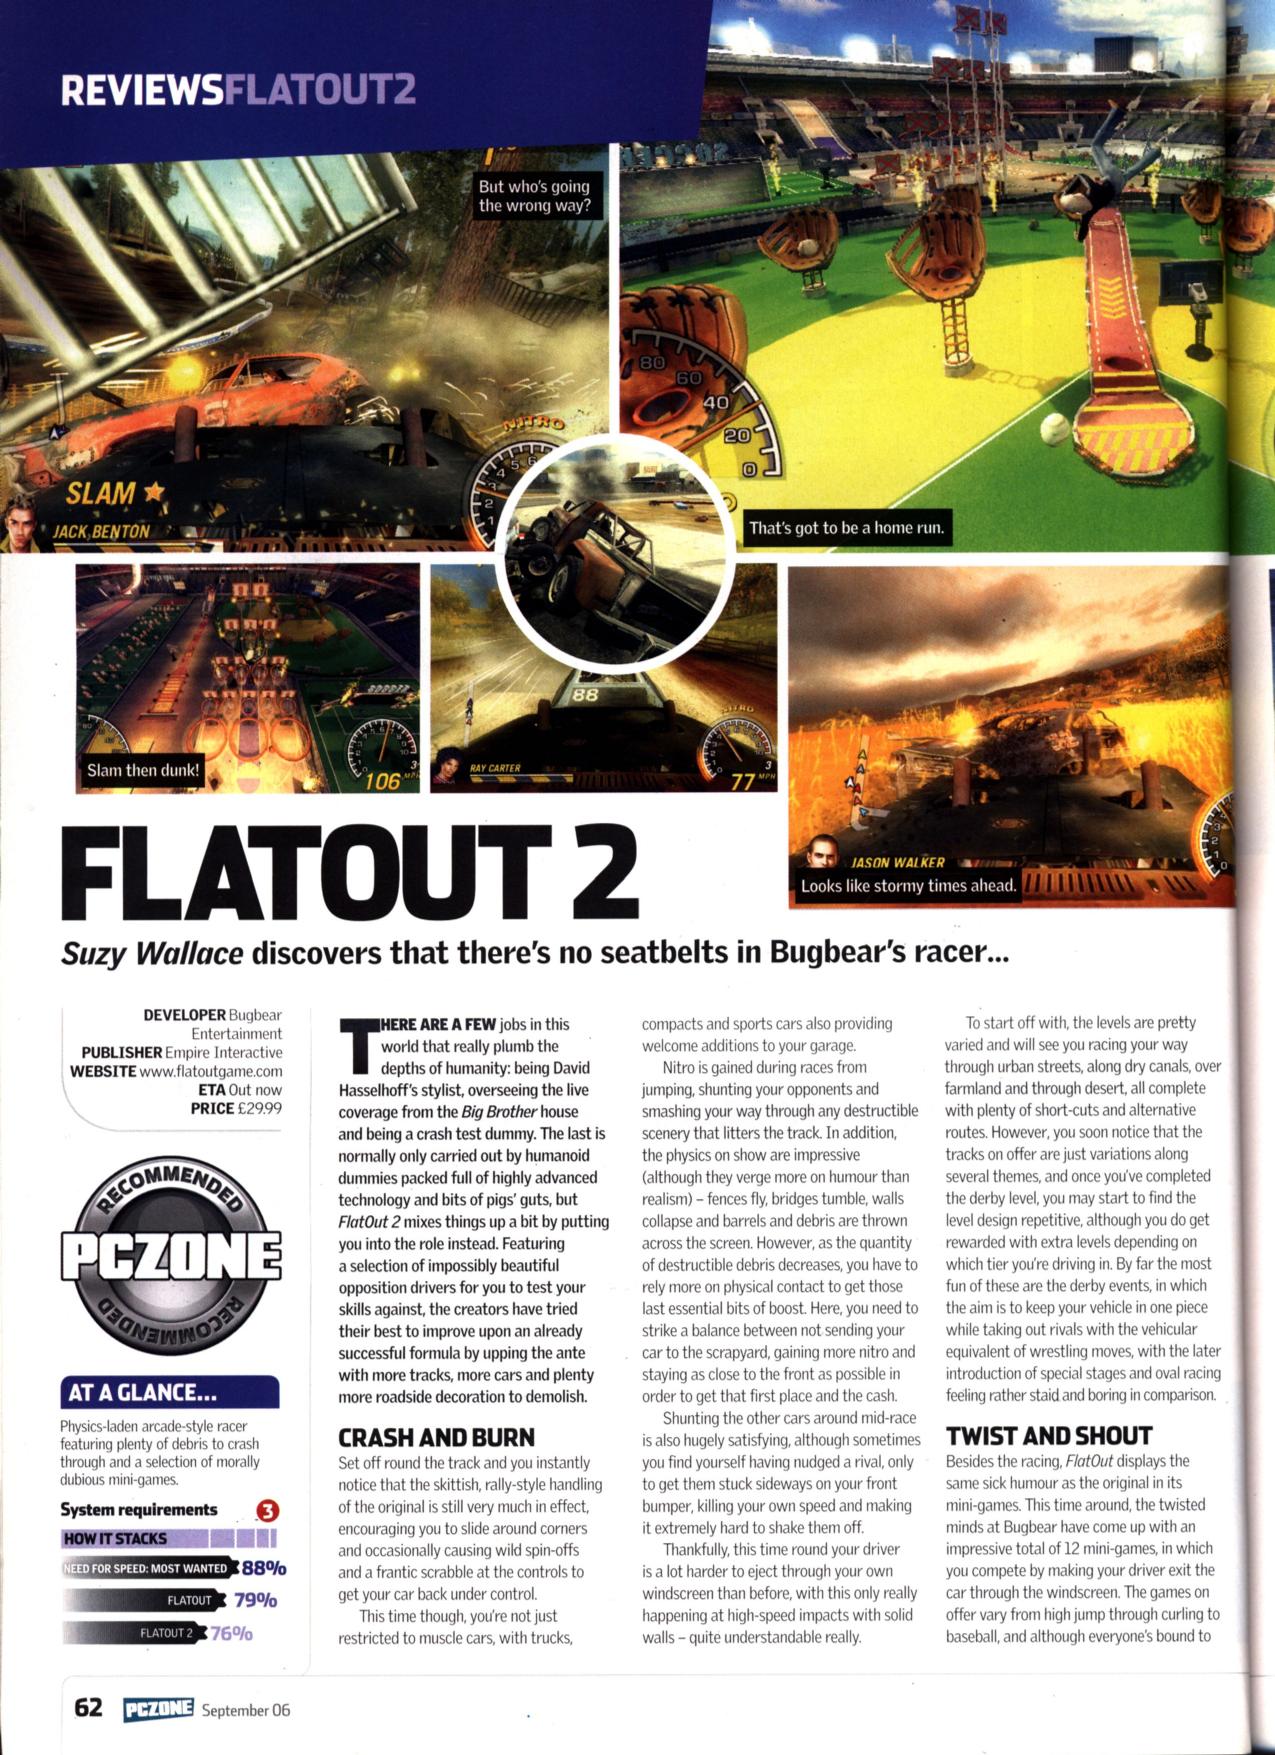 REVIEWSFLATOUT2
But who's going
the wrong way?
NITRO
SLAM
JACK BENTON
80
60
40
20
0
That's got to be a home run.
Slam then dunk!
106 MPH
88
RAY CARTER
NITRO
3
77 MPH
JASON WALKER
Looks like stormy times ahead.
FLATOUT 2
Suzy Wallace discovers that there's no seatbelts in Bugbear's racer...
DEVELOPER Bugbear
Entertainment
PUBLISHER Empire Interactive
WEBSITE www.flatoutgame.com
ETA Out now
PRICE £29.99
RECOMMENDED
PCZONE
RECOMMENDED
AT A GLANCE...
Physics-laden arcade-style racer
featuring plenty of debris to crash
through and a selection of morally
dubious mini-games.
System requirements 3
HOW IT STACKS
NEED FOR SPEED: MOST WANTED 88%
FLATOUT 79%
FLATOUT 2 76%
THERE ARE A FEW jobs in this
world that really plumb the
depths of humanity: being David
Hasselhoff's stylist, overseeing the live
coverage from the Big Brother house
and being a crash test dummy. The last is
normally only carried out by humanoid
dummies packed full of highly advanced
technology and bits of pigs' guts, but
FlatOut 2 mixes things up a bit by putting
you into the role instead. Featuring
a selection of impossibly beautiful
opposition drivers for you to test your
skills against, the creators have tried
their best to improve upon an already
successful formula by upping the ante
with more tracks, more cars and plenty
more roadside decoration to demolish.
CRASH AND BURN
Set off round the track and you instantly
notice that the skittish, rally-style handling
of the original is still very much in effect,
encouraging you to slide around corners
and occasionally causing wild spin-offs
and a frantic scrabble at the controls to
get your car back under control.
This time though, you're not just
restricted to muscle cars, with trucks,
compacts and sports cars also providing
welcome additions to your garage.
Nitro is gained during races from
jumping, shunting your opponents and
smashing your way through any destructible
scenery that litters the track. In addition,
the physics on show are impressive
(although they verge more on humour than
realism) – fences fly, bridges tumble, walls
collapse and barrels and debris are thrown
across the screen. However, as the quantity
of destructible debris decreases, you have to
rely more on physical contact to get those
last essential bits of boost. Here, you need to
strike a balance between not sending your
car to the scrapyard, gaining more nitro and
staying as close to the front as possible in
order to get that first place and the cash.
Shunting the other cars around mid-race
is also hugely satisfying, although sometimes
you find yourself having nudged a rival, only
to get them stuck sideways on your front
bumper, killing your own speed and making
it extremely hard to shake them off.
Thankfully, this time round your driver
is a lot harder to eject through your own
windscreen than before, with this only really
happening at high-speed impacts with solid
walls – quite understandable really.
To start off with, the levels are pretty
varied and will see you racing your way
through urban streets, along dry canals, over
farmland and through desert, all complete
with plenty of short-cuts and alternative
routes. However, you soon notice that the
tracks on offer are just variations along
several themes, and once you've completed
the derby level, you may start to find the
level design repetitive, although you do get
rewarded with extra levels depending on
which tier you're driving in. By far the most
fun of these are the derby events, in which
the aim is to keep your vehicle in one piece
while taking out rivals with the vehicular
equivalent of wrestling moves, with the later
introduction of special stages and oval racing
feeling rather staid and boring in comparison.
TWIST AND SHOUT
Besides the racing, FlatOut displays the
same sick humour as the original in its
mini-games. This time around, the twisted
minds at Bugbear have come up with an
impressive total of 12 mini-games, in which
you compete by making your driver exit the
car through the windscreen. The games on
offer vary from high jump through curling to
baseball, and although everyone's bound to
62 PCZONE September 06